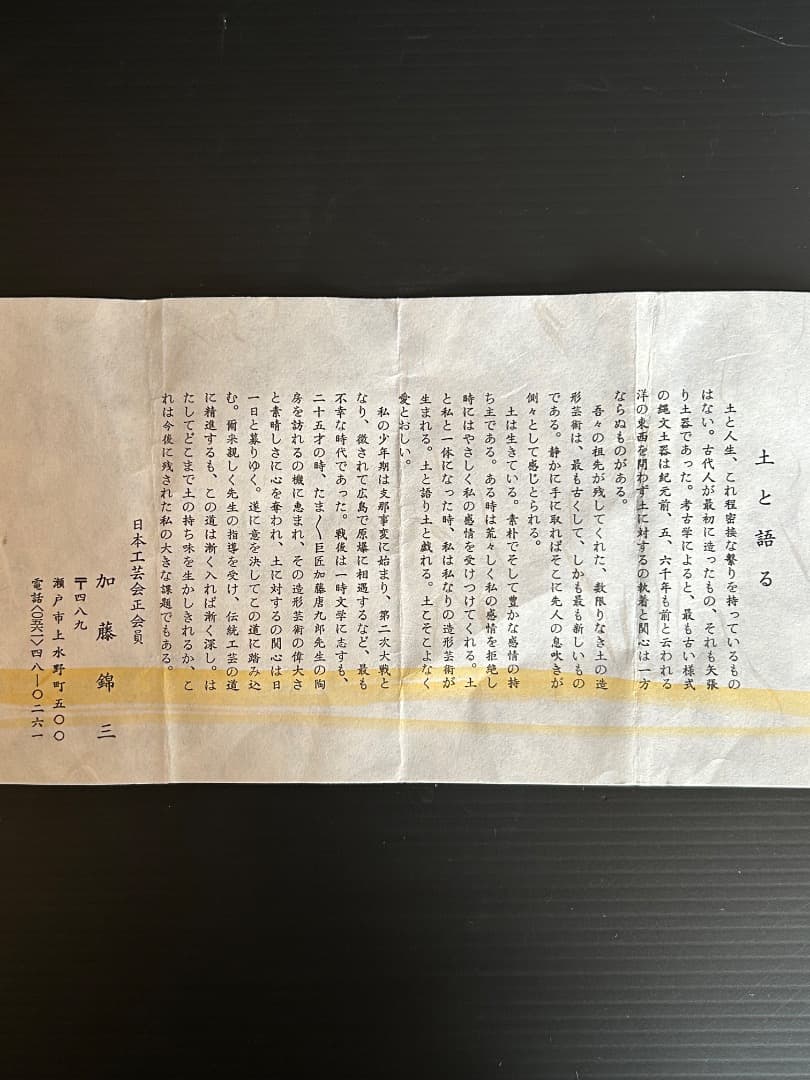 土と語る
土と人生、これ程密接な繋りを持っているもの
はない。古代人が最初に造ったもの、それも矢張
り土器であった。考古学によると、最も古い様式
の縄文土器は紀元前、五、六千年も前と云われる
洋の東西を問わず土に対するの執着と関心は一方
ならぬものがある。
吾々の祖先が残してくれた、数限りなき土の造
形芸術は、最も古くして、しかも最も新しいもの
である。静かに手に取ればそこに先人の息吹きが
側々として感じとられる。
土は生きている。素朴でそして豊かな感情の持
ち主である。ある時は荒々しく私の感情を拒絶し
時にはやさしく私の感情を受けつけてくれる。土
と私と一体になった時、私は私なりの造形芸術が
生まれる。土と語り土と戯れる。土こそこよなく
愛とおしい。
私の少年期は支那事変に始まり、第二次大戦と
なり、徴されて広島で原爆に相遇するなど、最も
不幸な時代であった。戦後は一時文学に志すも、
二十五才の時、たま〱巨匠加藤唐九郎先生の陶
房を訪れるの機に恵まれ、その造形芸術の偉大さ
と素晴しさに心を奪われ、土に対するの関心は日
一日と募りゆく。遂に意を決してこの道に踏み込
む。爾来親しく先生の指導を受け、伝統工芸の道
に精進するも、この道は漸く入れば漸く深し。は
たしてどこまで土の持ち味を生かしきれるか、こ
れは今後に残された私の大きな課題でもある。
日本工芸会正会員
加藤錦三
〒四八九
瀬戸市上水野町五〇〇
電話〈〇五六一〉四八ー〇二六一